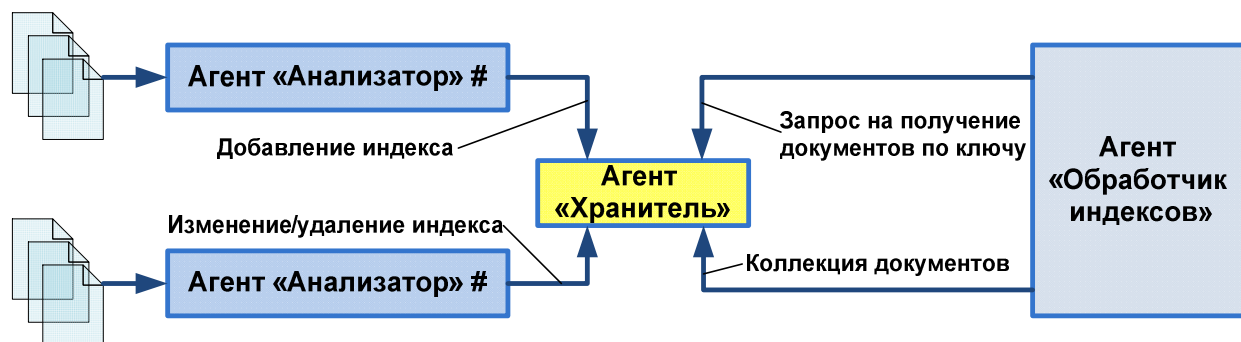 Агент «Анализатор» #
Добавление индекса
Запрос на получение
документов по ключу
Агент
«Хранитель»
Агент
«Обработчик
индексов»
Изменение/удаление индекса
Агент «Анализатор» #
Коллекция документов